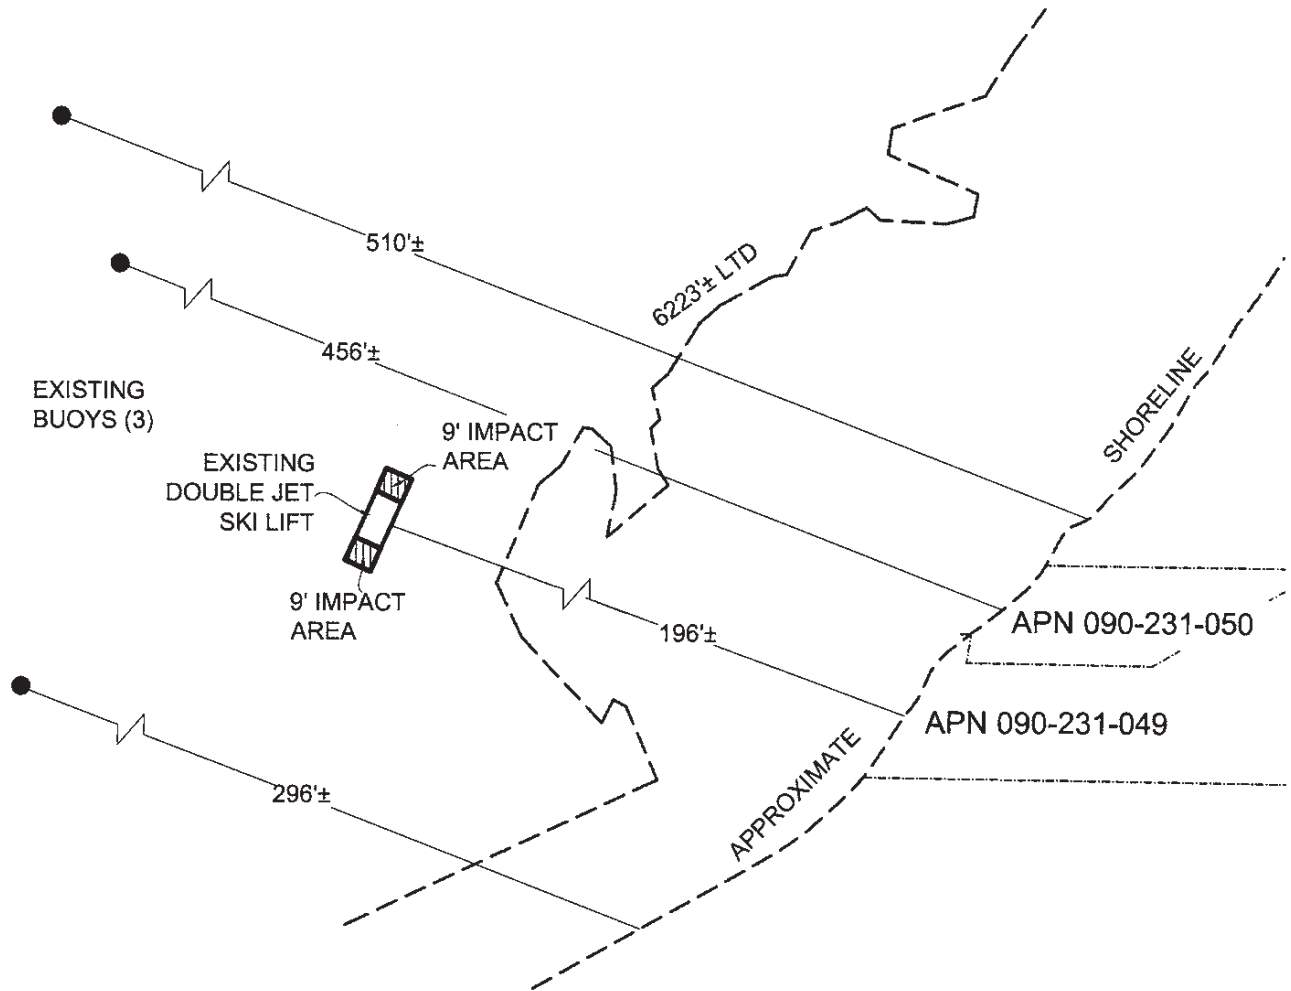 510'±
6223'± LTD
456'±
EXISTING
BUOYS (3)
9' IMPACT
AREA
EXISTING
DOUBLE JET
SKI LIFT
9' IMPACT
AREA
196'±
SHORELINE
APN 090-231-050
APN 090-231-049
APPROXIMATE
296'±